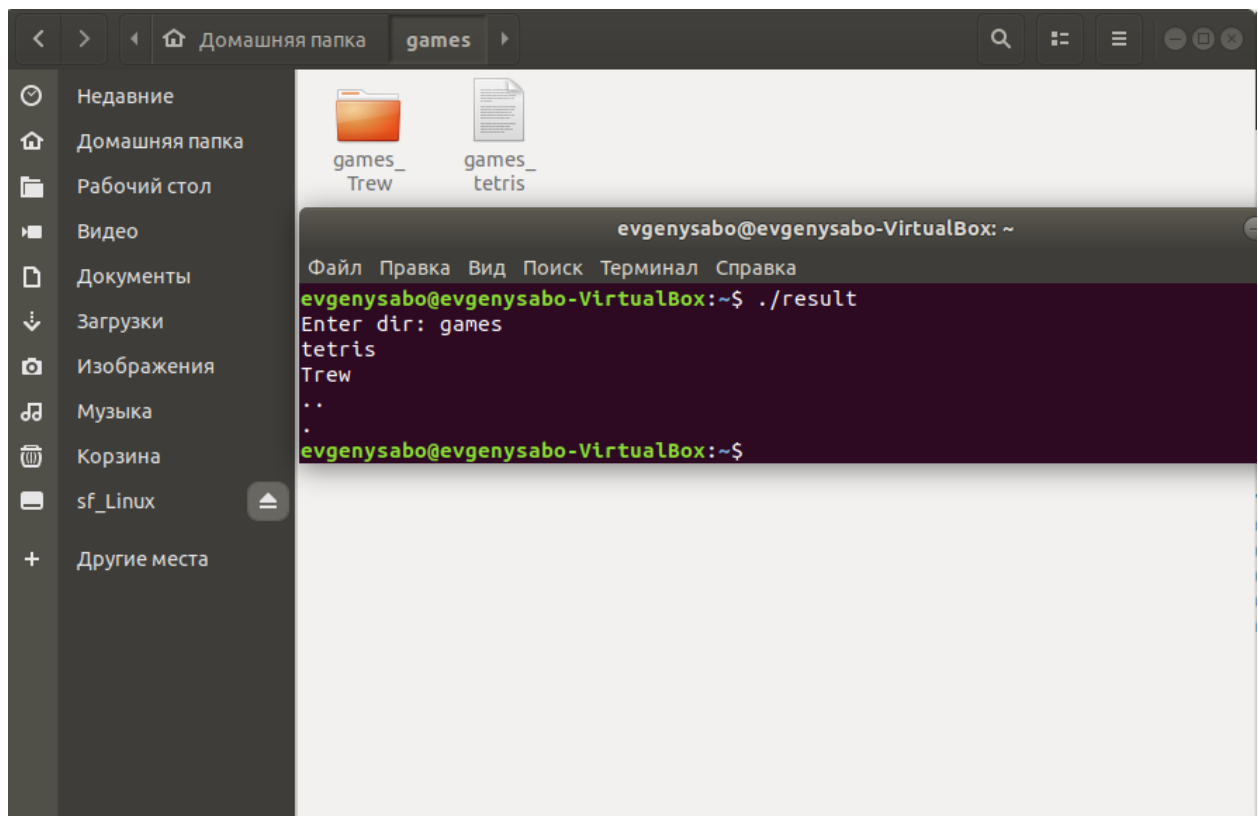 Домашняя папка games
Недавние
Домашняя папка
Рабочий стол
Видео
Документы
Загрузки
Изображения
Музыка
Корзина
sf_Linux
Другие места
games_
Trew
games_
tetris
evgenysabo@evgenysabo-VirtualBox: ~
Файл Правка Вид Поиск Терминал Справка
evgenysabo@evgenysabo-VirtualBox:~$ ./result
Enter dir: games
tetris
Trew
..
.
evgenysabo@evgenysabo-VirtualBox:~$